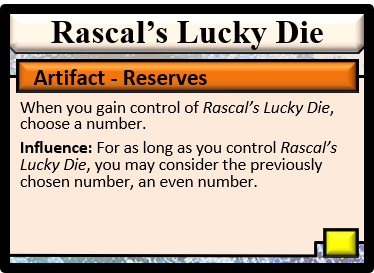 Rascal's Lucky Die
Artifact - Reserves
When you gain control of Rascal's Lucky Die,
choose a number.
Influence: For as long as you control Rascal's
Lucky Die, you may consider the previously
chosen number, an even number.